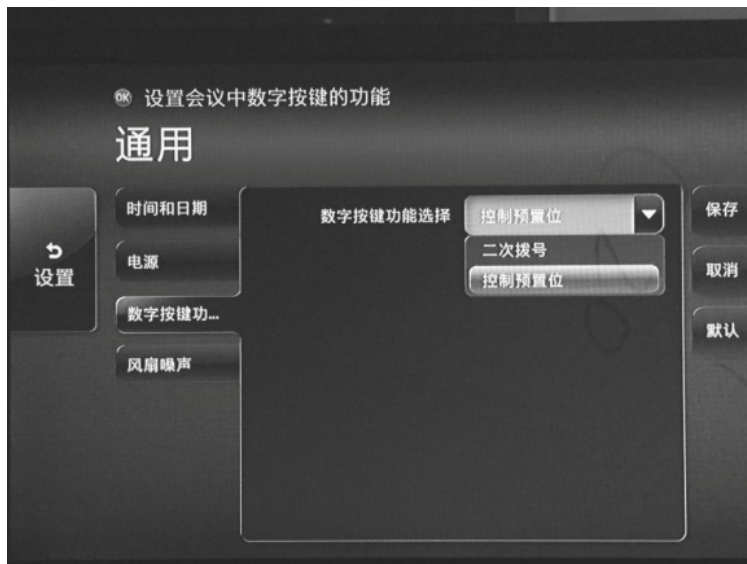 OK 设置会议中数字按键的功能
通用
设置
时间和日期
电源
数字按键功...
风扇噪声
数字按键功能选择 控制预置位
二次拨号
控制预置位
保存
取消
默认